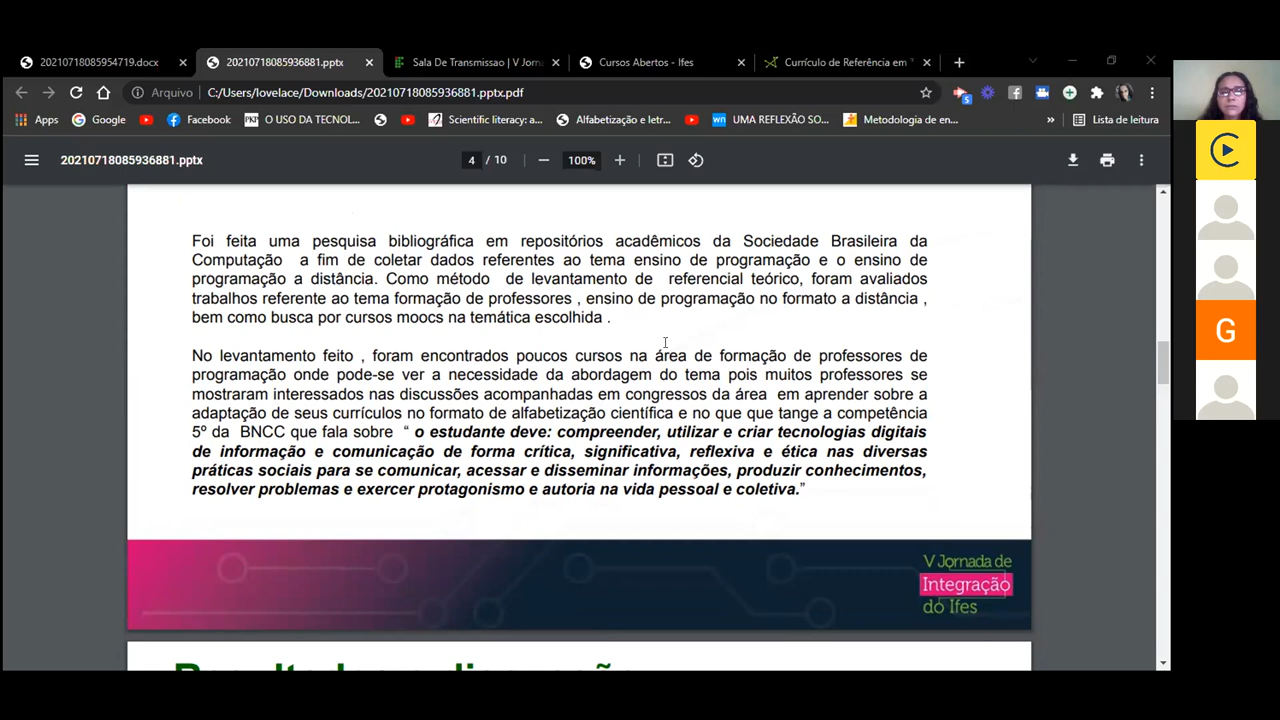 20210718085954719.docx
20210718085936881.pptx
Sala De Transmissao | V Jorna
Cursos Abertos - Ifes
Currículo de Referência em
Arquivo
C:/Users/lovelace/Downloads/20210718085936881.pptx.pdf
5
Apps
Google
Facebook
PKP
O USO DA TECNOL...
Scientific literacy: a...
Alfabetização e letr...
wn
UMA REFLEXÃO SO...
Metodologia de en...
»
Lista de leitura
20210718085936881.pptx
4 / 10
100%
Foi feita uma pesquisa bibliográfica em repositórios acadêmicos da Sociedade Brasileira da
Computação a fim de coletar dados referentes ao tema ensino de programação e o ensino de
programação a distância. Como método de levantamento de referencial teórico, foram avaliados
trabalhos referente ao tema formação de professores , ensino de programação no formato a distância ,
bem como busca por cursos moocs na temática escolhida .
No levantamento feito , foram encontrados poucos cursos na área de formação de professores de
programação onde pode-se ver a necessidade da abordagem do tema pois muitos professores se
mostraram interessados nas discussões acompanhadas em congressos da área em aprender sobre a
adaptação de seus currículos no formato de alfabetização científica e no que que tange a competência
5º da BNCC que fala sobre “ o estudante deve: compreender, utilizar e criar tecnologias digitais
de informação e comunicação de forma crítica, significativa, reflexiva e ética nas diversas
práticas sociais para se comunicar, acessar e disseminar informações, produzir conhecimentos,
resolver problemas e exercer protagonismo e autoria na vida pessoal e coletiva.”
V Jornada de
Integração
do Ifes
G